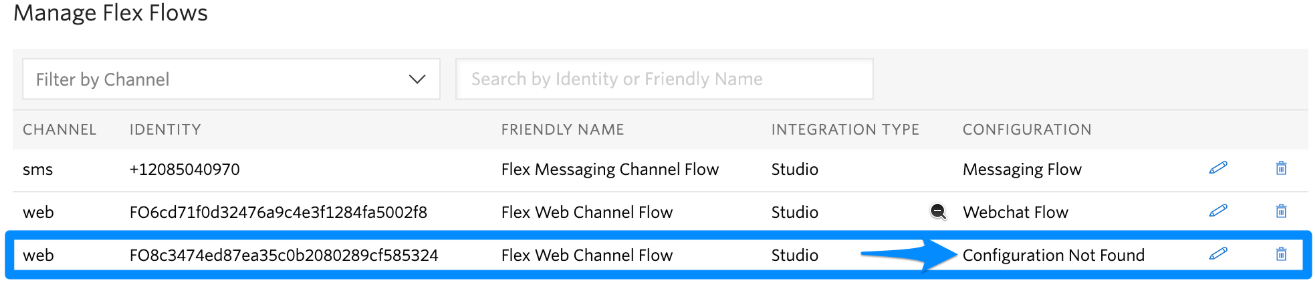 Manage Flex Flows
Filter by Channel Search by Identity or Friendly Name
CHANNEL IDENTITY FRIENDLY NAME INTEGRATION TYPE CONFIGURATION
sms +12085040970 Flex Messaging Channel Flow Studio Messaging Flow
web FO6cd71f0d32476a9c4e3f1284fa5002f8 Flex Web Channel Flow Studio Webchat Flow
web FO8c3474ed87ea35c0b2080289cf585324 Flex Web Channel Flow Studio Configuration Not Found